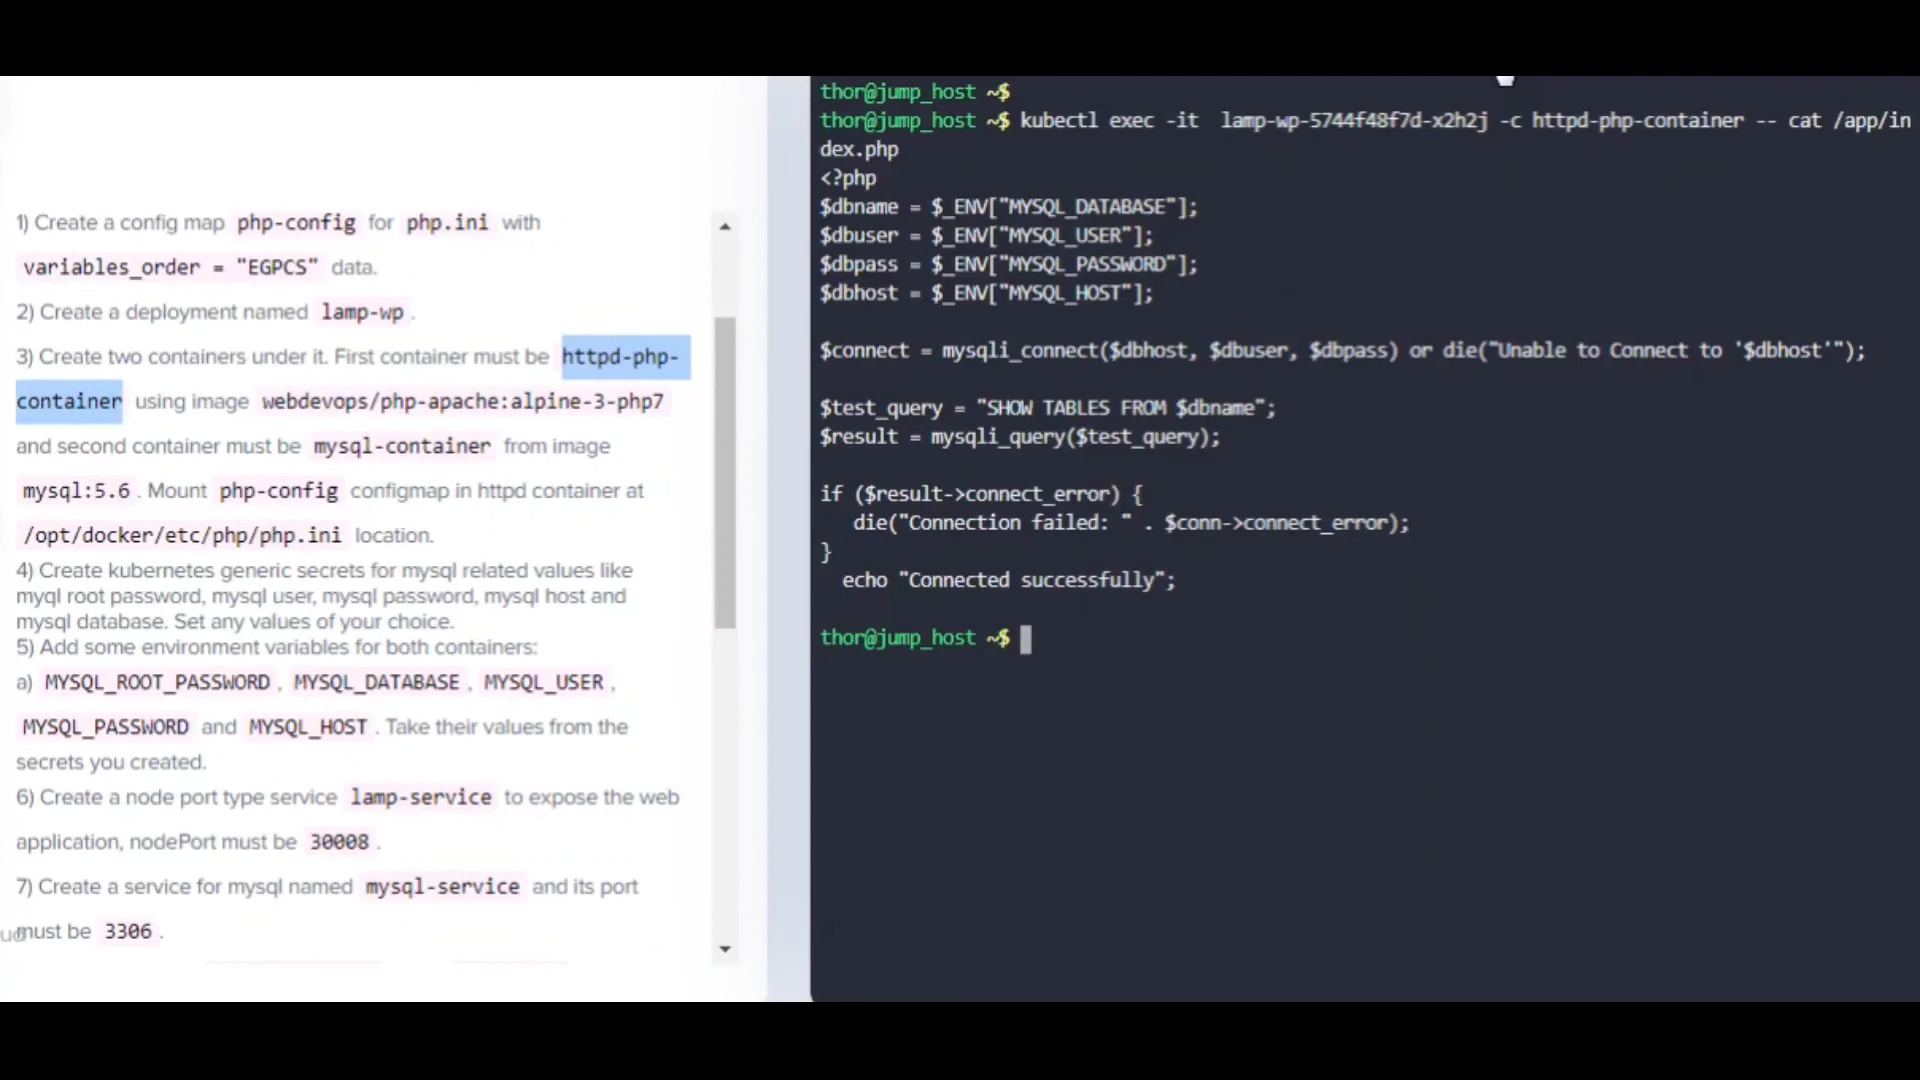 1) Create a config map php-config for php.ini with
variables_order = "EGPCS" data.
2) Create a deployment named lamp-wp .
3) Create two containers under it. First container must be httpd-php-
container using image webdevops/php-apache:alpine-3-php7
and second container must be mysql-container from image
mysql:5.6 . Mount php-config configmap in httpd container at
/opt/docker/etc/php/php.ini location.
4) Create kubernetes generic secrets for mysql related values like
myql root password, mysql user, mysql password, mysql host and
mysql database. Set any values of your choice.
5) Add some environment variables for both containers:
a) MYSQL_ROOT_PASSWORD , MYSQL_DATABASE , MYSQL_USER ,
MYSQL_PASSWORD and MYSQL_HOST . Take their values from the
secrets you created.
6) Create a node port type service lamp-service to expose the web
application, nodePort must be 30008 .
7) Create a service for mysql named mysql-service and its port
must be 3306 .
thor@jump_host ~$
thor@jump_host ~$ kubectl exec -it  lamp-wp-5744f48f7d-x2h2j -c httpd-php-container -- cat /app/in
dex.php
<?php
$dbname = $_ENV["MYSQL_DATABASE"];
$dbuser = $_ENV["MYSQL_USER"];
$dbpass = $_ENV["MYSQL_PASSWORD"];
$dbhost = $_ENV["MYSQL_HOST"];
$connect = mysqli_connect($dbhost, $dbuser, $dbpass) or die("Unable to Connect to '$dbhost'");
$test_query = "SHOW TABLES FROM $dbname";
$result = mysqli_query($test_query);
if ($result->connect_error) {
   die("Connection failed: " . $conn->connect_error);
}
  echo "Connected successfully";
thor@jump_host ~$